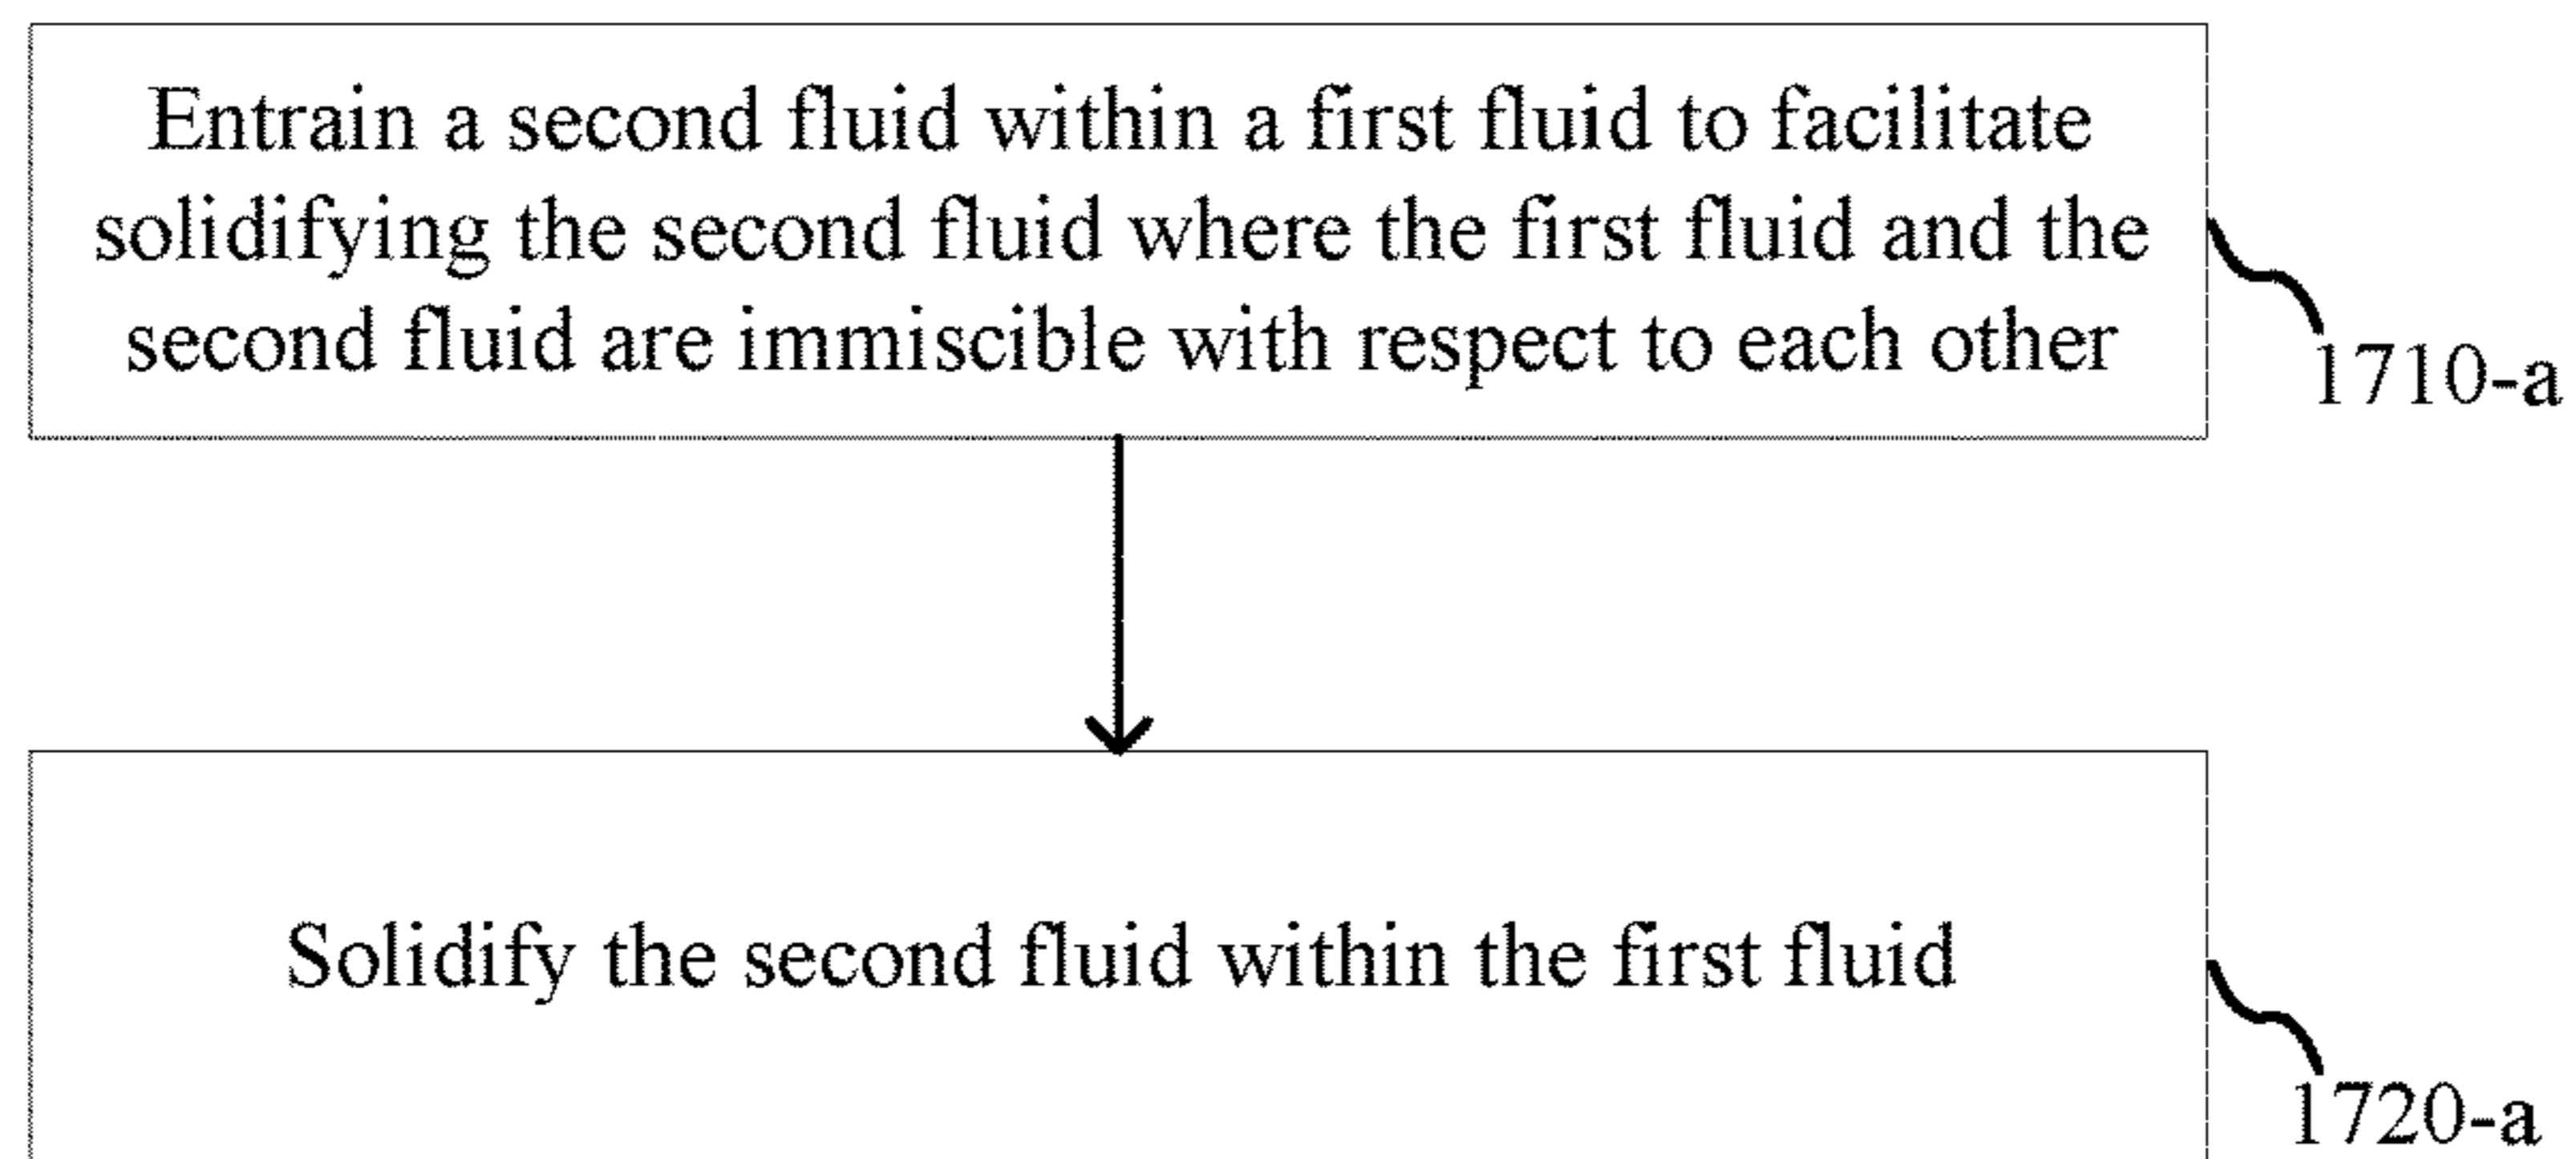 Entrain a second fluid within a first fluid to facilitate
solidifying the second fluid where the first fluid and the
second fluid are immiscible with respect to each other
1710-a
Solidify the second fluid within the first fluid
1720-a